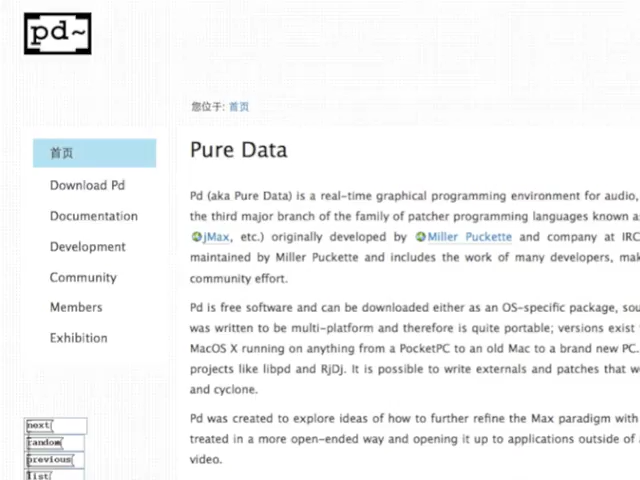 pd~
您位于: 首页
首页
Download Pd
Documentation
Development
Community
Members
Exhibition
next
random
previous
list
Pure Data
Pd (aka Pure Data) is a real-time graphical programming environment for audio,
the third major branch of the family of patcher programming languages known as
jMax, etc.) originally developed by Miller Puckette and company at IRC
maintained by Miller Puckette and includes the work of many developers, mak
community effort.
Pd is free software and can be downloaded either as an OS-specific package, sou
was written to be multi-platform and therefore is quite portable; versions exist
MacOS X running on anything from a PocketPC to an old Mac to a brand new PC.
projects like libpd and RjDj. It is possible to write externals and patches that w
and cyclone.
Pd was created to explore ideas of how to further refine the Max paradigm with
treated in a more open-ended way and opening it up to applications outside of
video.